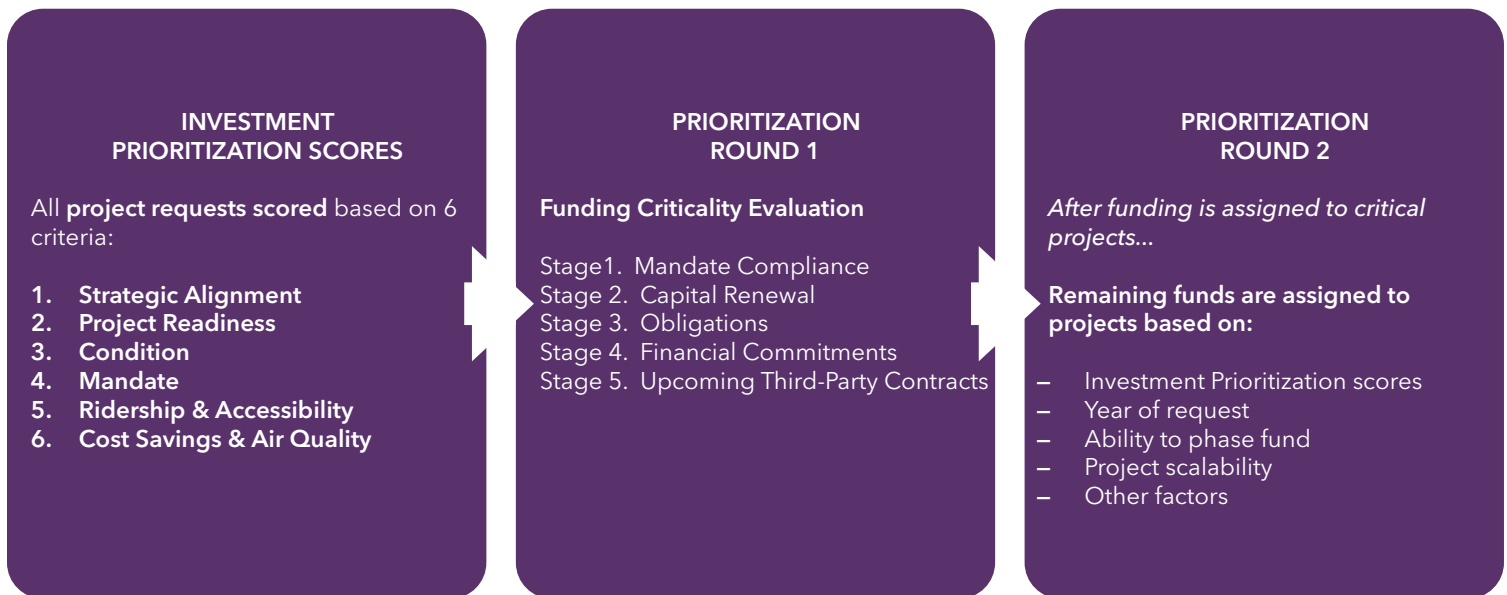 INVESTMENT
PRIORITIZATION SCORES
All project requests scored based on 6
criteria:
1. Strategic Alignment
2. Project Readiness
3. Condition
4. Mandate
5. Ridership & Accessibility
6. Cost Savings & Air Quality
PRIORITIZATION
ROUND 1
Funding Criticality Evaluation
Stage1. Mandate Compliance
Stage 2. Capital Renewal
Stage 3. Obligations
Stage 4. Financial Commitments
Stage 5. Upcoming Third-Party Contracts
PRIORITIZATION
ROUND 2
After funding is assigned to critical
projects...
Remaining funds are assigned to
projects based on:
– Investment Prioritization scores
– Year of request
– Ability to phase fund
– Project scalability
– Other factors